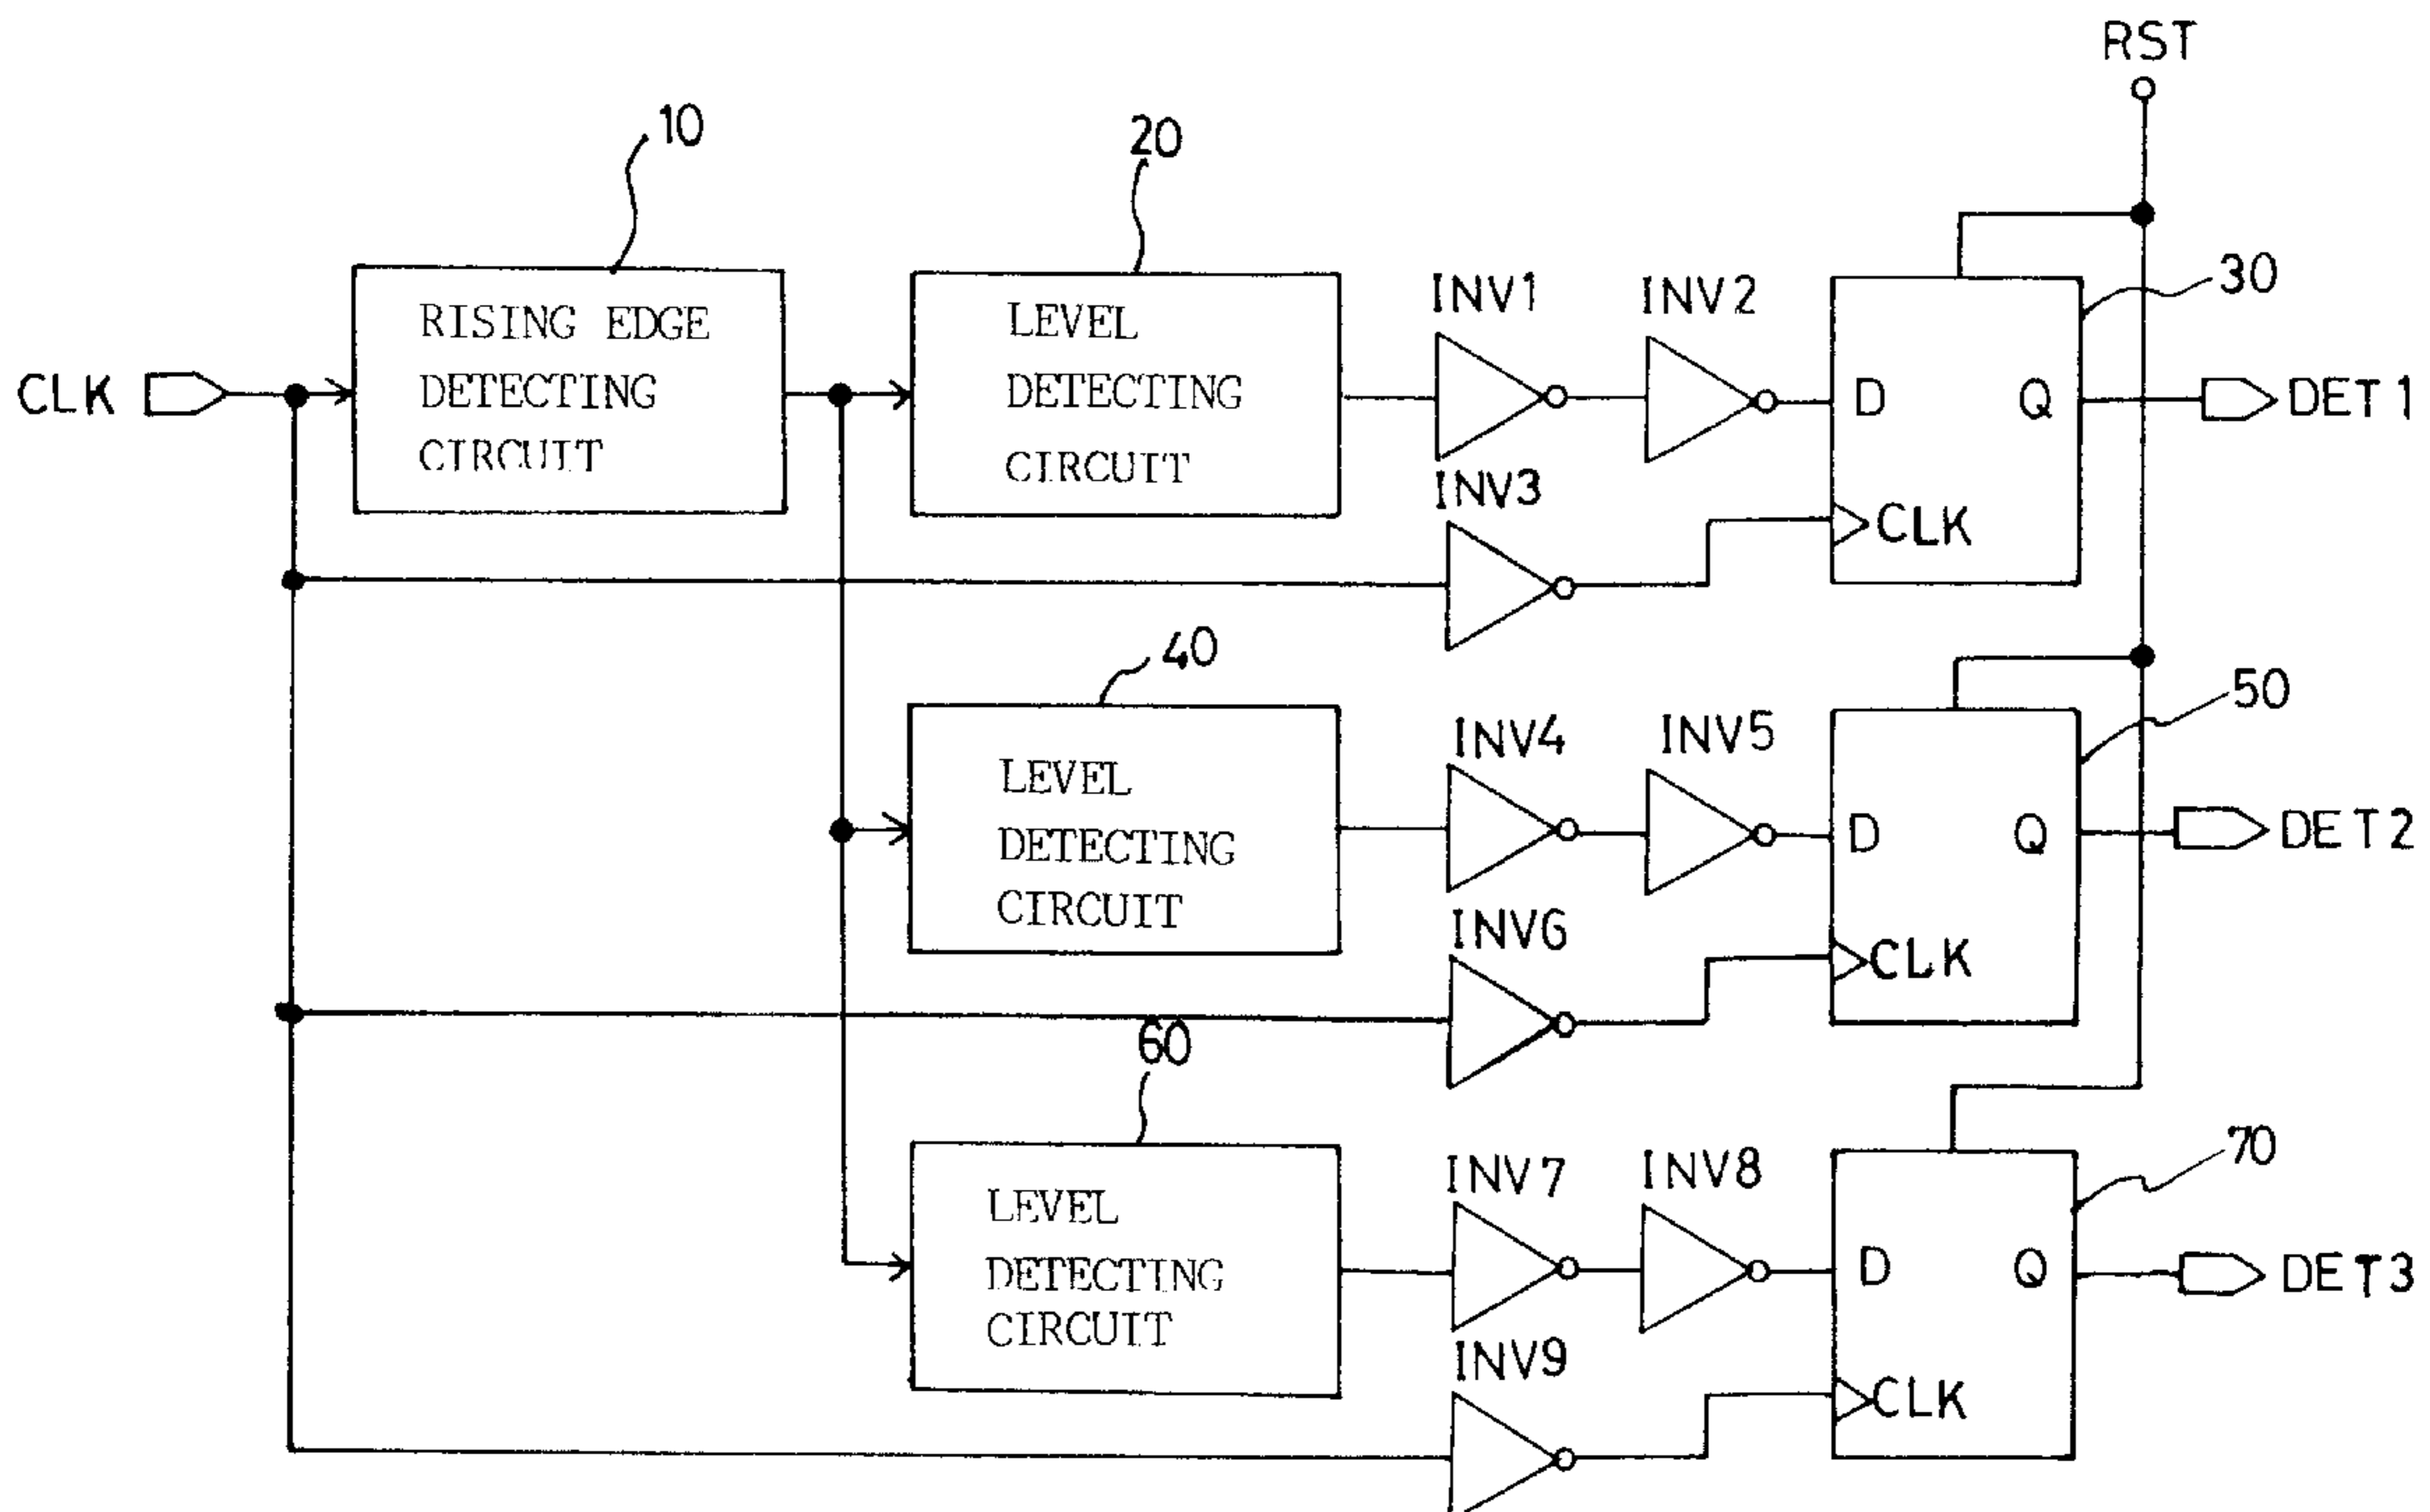 RST
10
20
RISING EDGE
DETECTING
CIRCUIT
LEVEL
DETECTING
CIRCUIT
INV1
INV2
30
CLK
D
Q
DET1
INV3
CLK
40
50
LEVEL
DETECTING
CIRCUIT
INV4
INV5
D
Q
DET2
INV6
CLK
60
70
LEVEL
DETECTING
CIRCUIT
INV7
INV8
D
Q
DET3
INV9
CLK